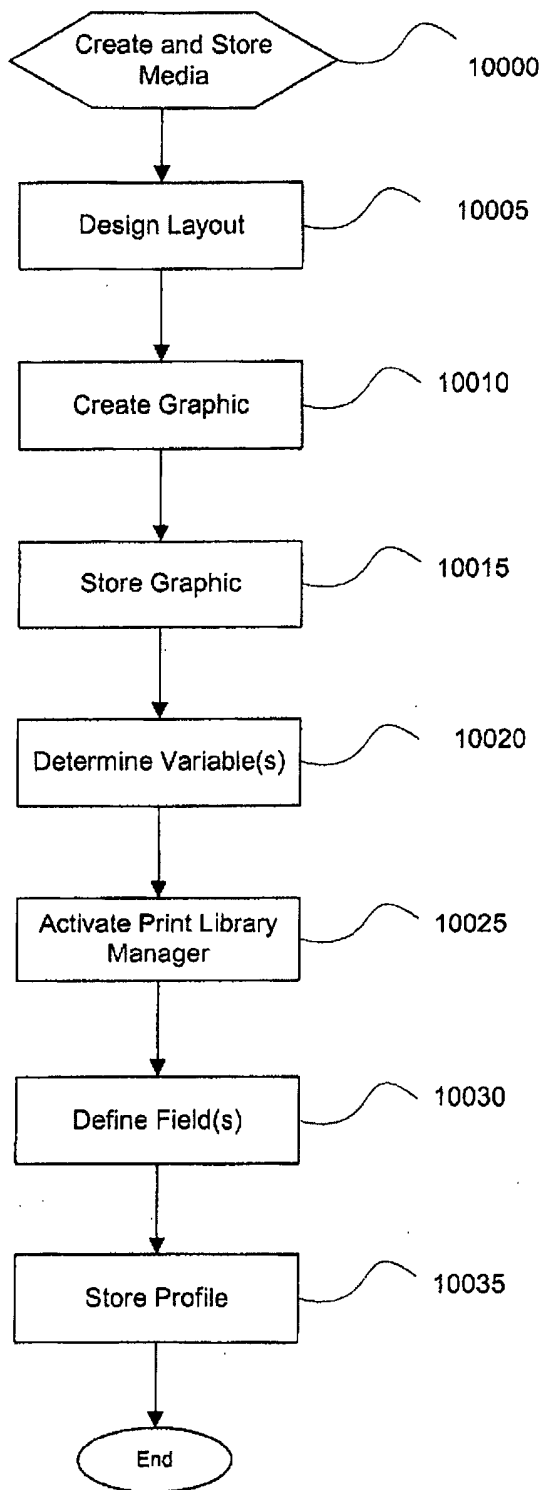 Create and Store
Media
10000
Design Layout
10005
Create Graphic
10010
Store Graphic
10015
Determine Variable(s)
10020
Activate Print Library
Manager
10025
Define Field(s)
10030
Store Profile
10035
End